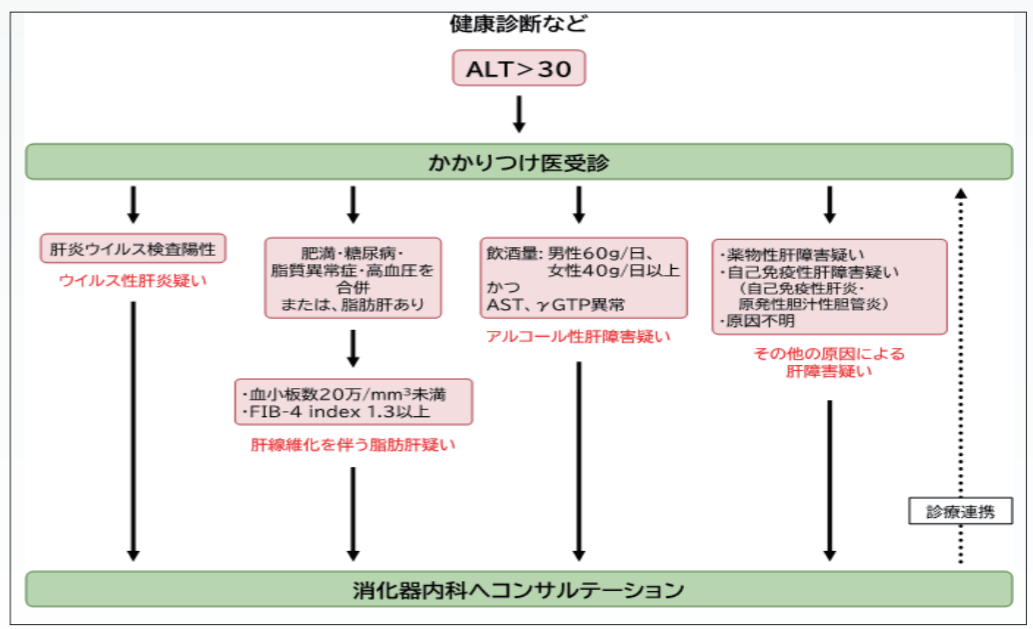 健康診断など
ALT>30
かかりつけ医受診
肝炎ウイルス検査陽性
ウイルス性肝炎疑い
肥満・糖尿病・
脂質異常症・高血圧を
合併
または、脂肪肝あり
・血小板数20万/mm³未満
・FIB-4 index 1.3以上
肝線維化を伴う脂肪肝疑い
飲酒量: 男性60g/日、
女性40g/日以上
かつ
AST、γGTP異常
アルコール性肝障害疑い
・薬物性肝障害疑い
・自己免疫性肝障害疑い
(自己免疫性肝炎・
原発性胆汁性胆管炎)
・原因不明
その他の原因による
肝障害疑い
診療連携
消化器内科へコンサルテーション